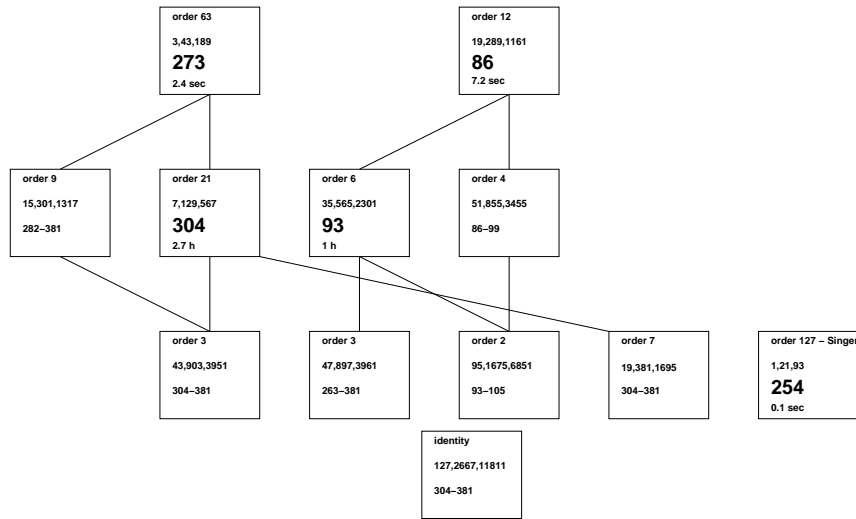 order 63
3,43,189
273
2.4 sec
order 12
19,289,1161
86
7.2 sec
order 9
15,301,1317
282–381
order 21
7,129,567
304
2.7 h
order 6
35,565,2301
93
1 h
order 4
51,855,3455
86–99
order 3
43,903,3951
304–381
order 3
47,897,3961
263–381
order 2
95,1675,6851
93–105
order 7
19,381,1695
304–381
order 127 – Singer
1,21,93
254
0.1 sec
identity
127,2667,11811
304–381